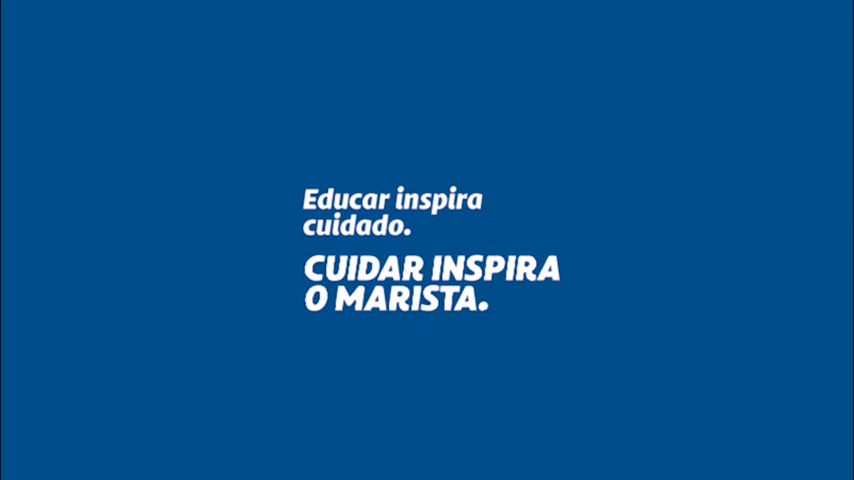 Educar inspira
cuidado.
CUIDAR INSPIRA
O MARISTA.